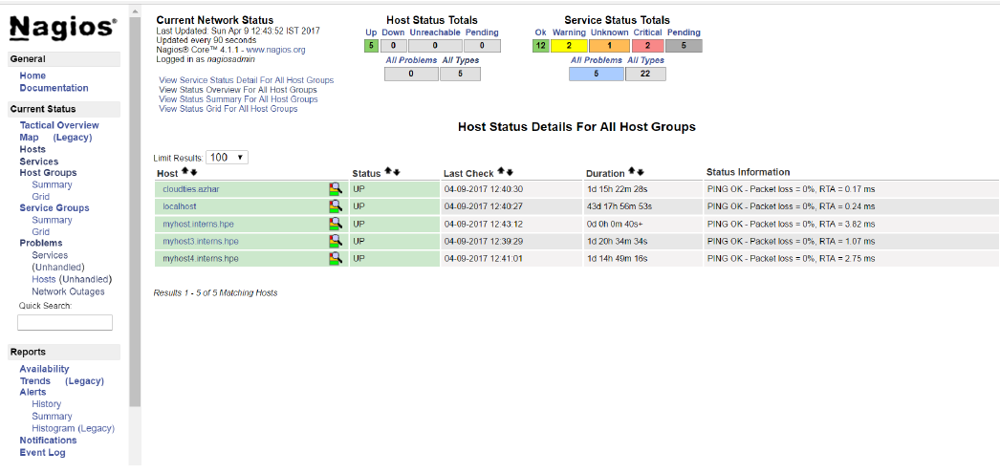 Nagios®
General
Home
Documentation
Current Status
Tactical Overview
Map (Legacy)
Hosts
Services
Host Groups
Summary
Grid
Service Groups
Summary
Grid
Problems
Services
(Unhandled)
Hosts (Unhandled)
Network Outages
Quick Search:
Reports
Availability
Trends (Legacy)
Alerts
History
Summary
Histogram (Legacy)
Notifications
Event Log
Current Network Status
Last Updated: Sun Apr 9 12:43:52 IST 2017
Updated every 90 seconds
Nagios® Core™ 4.1.1 - www.nagios.org
Logged in as nagiosadmin
View Service Status Detail For All Host Groups
View Status Overview For All Host Groups
View Status Summary For All Host Groups
View Status Grid For All Host Groups
Host Status Totals
Up Down Unreachable Pending
5 0 0 0
All Problems All Types
0 5
Service Status Totals
Ok Warning Unknown Critical Pending
12 2 1 2 5
All Problems All Types
5 22
Host Status Details For All Host Groups
Limit Results: 100
Host Status Last Check Duration Status Information
cloudties.azhar UP 04-09-2017 12:40:30 1d 15h 22m 28s PING OK - Packet loss = 0%, RTA = 0.17 ms
localhost UP 04-09-2017 12:40:27 43d 17h 56m 53s PING OK - Packet loss = 0%, RTA = 0.24 ms
myhost.interns.hpe UP 04-09-2017 12:43:12 0d 0h 0m 40s+ PING OK - Packet loss = 0%, RTA = 3.82 ms
myhost3.interns.hpe UP 04-09-2017 12:39:29 1d 20h 34m 34s PING OK - Packet loss = 0%, RTA = 1.07 ms
myhost4.interns.hpe UP 04-09-2017 12:41:01 1d 14h 49m 16s PING OK - Packet loss = 0%, RTA = 2.75 ms
Results 1 - 5 of 5 Matching Hosts